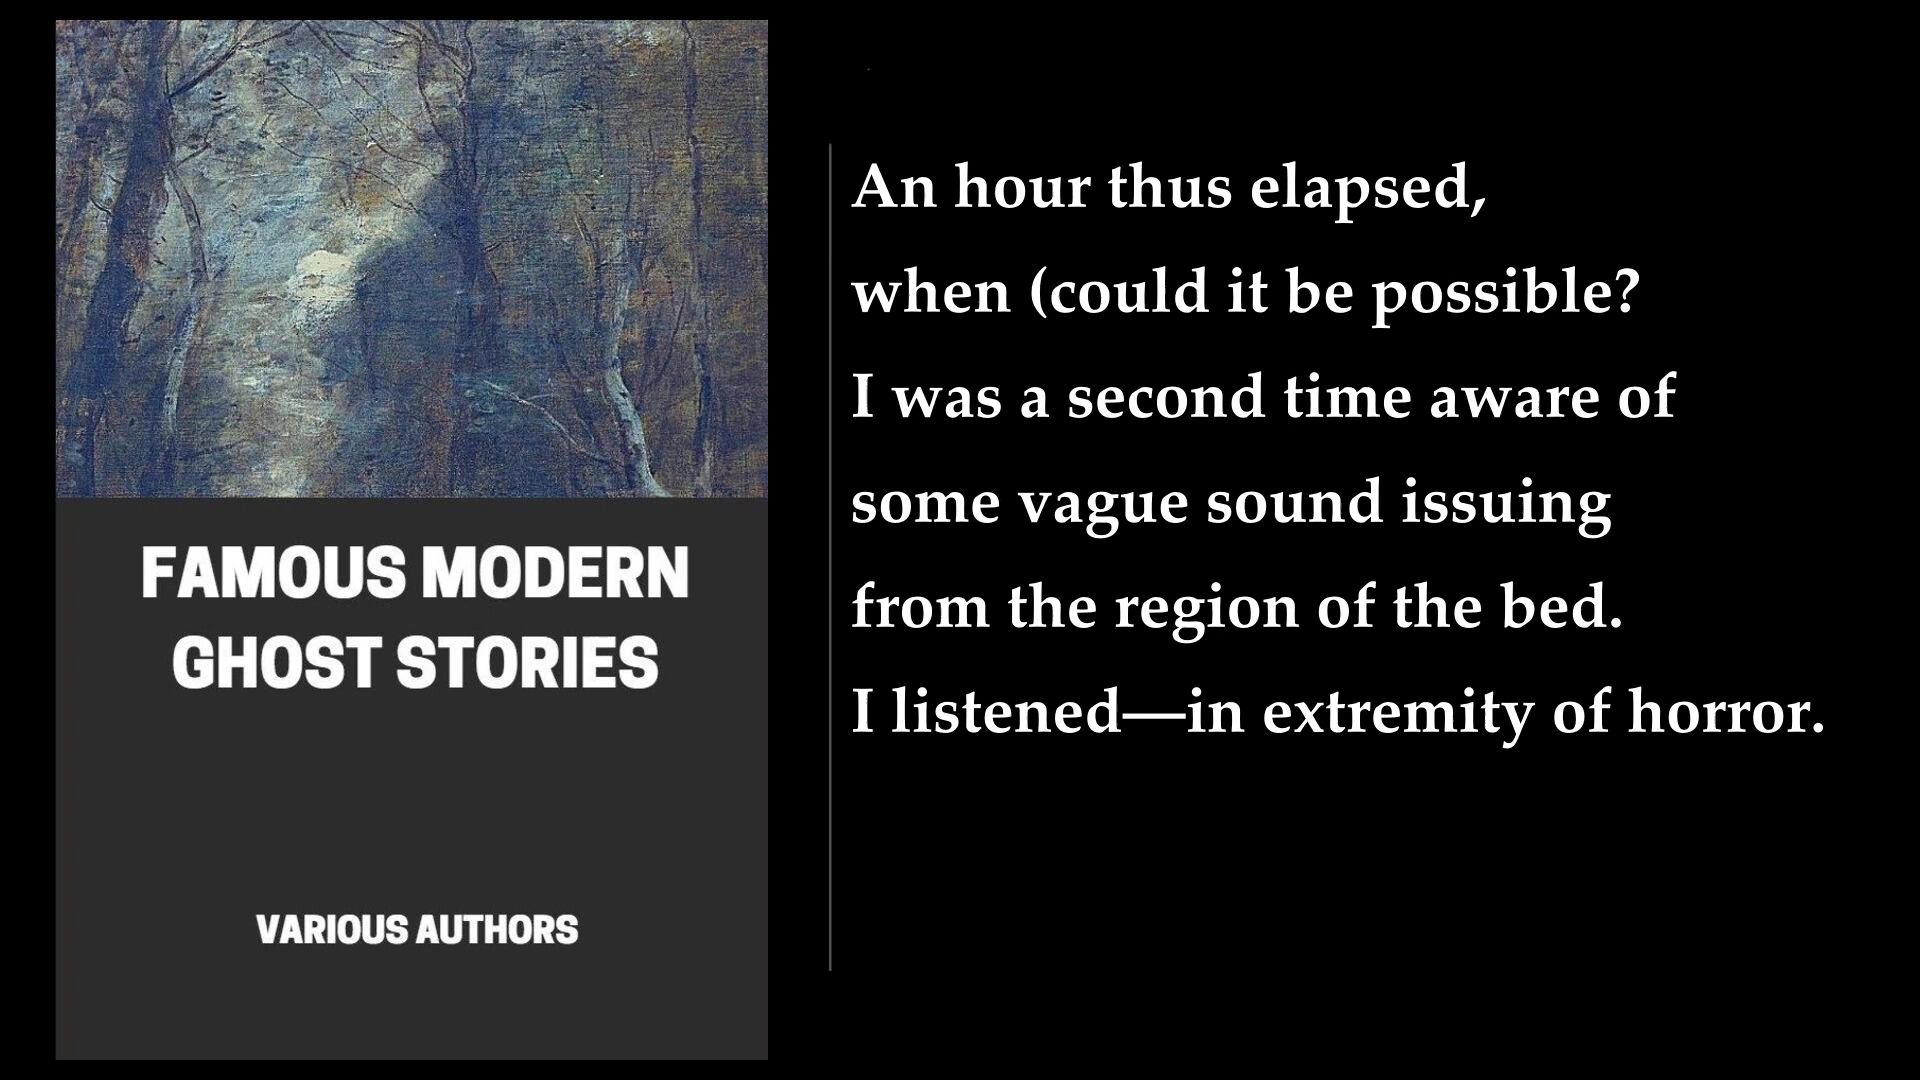 FAMOUS MODERN
GHOST STORIES
VARIOUS AUTHORS
An hour thus elapsed,
when (could it be possible?
I was a second time aware of
some vague sound issuing
from the region of the bed.
I listened—in extremity of horror.